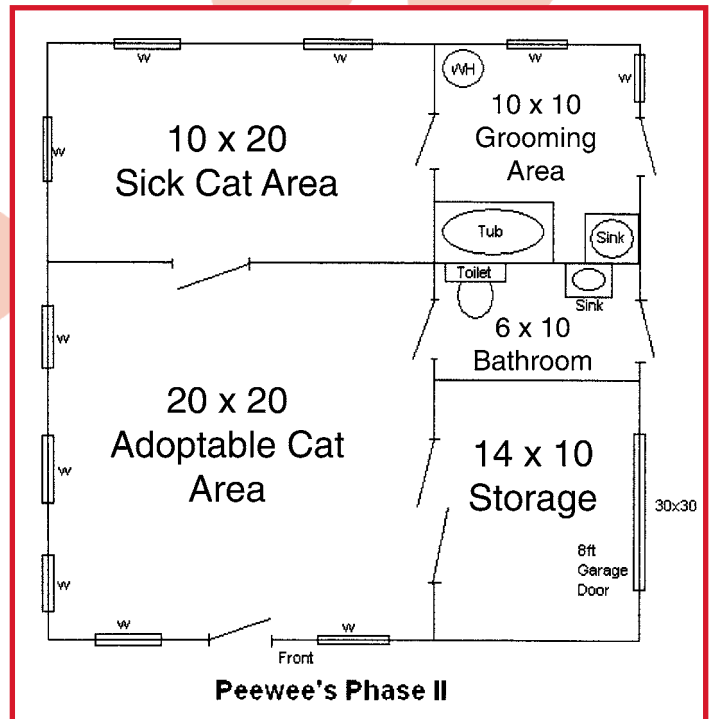 W
W
W
W
WH
10 x 10
Grooming
Area
10 x 20
Sick Cat Area
W
Tub
Sink
Toilet
Sink
6 x 10
Bathroom
W
20 x 20
Adoptable Cat
Area
W
14 x 10
Storage
30x30
8ft
Garage
Door
W
W
W
Front
Peewee's Phase II